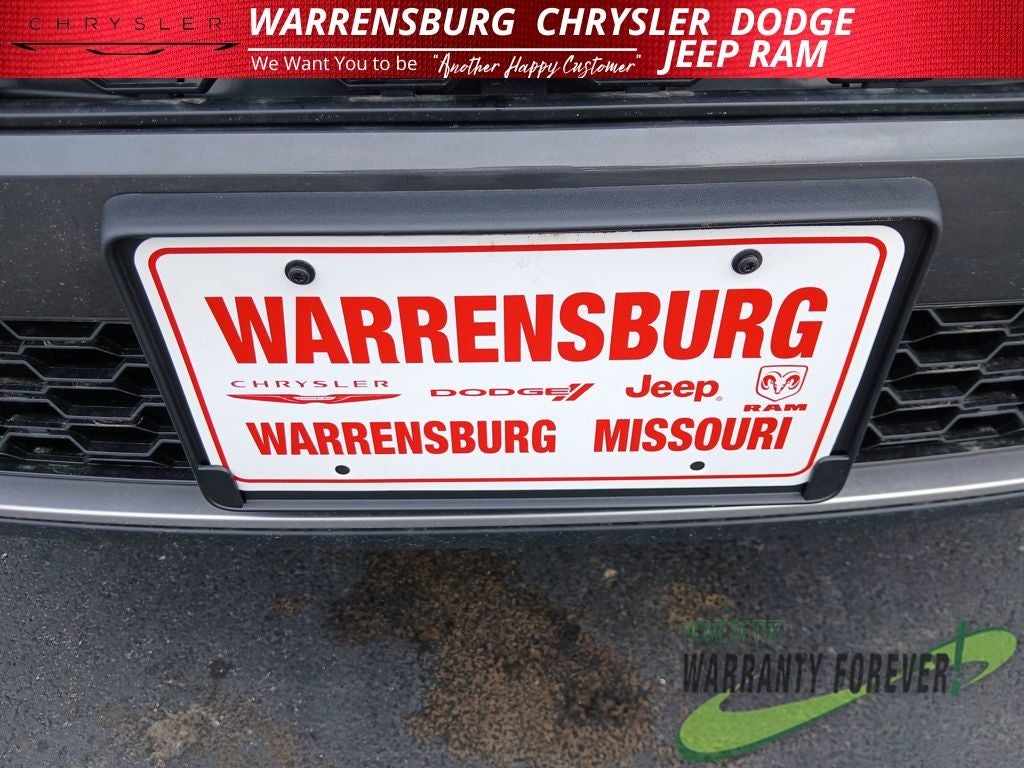 CHRYSLER
WARRENSBURG CHRYSLER DODGE
JEEP RAM
We Want You to be "Another Happy Customer"
WARRENSBURG
CHRYSLER DODGE Jeep RAM
WARRENSBURG MISSOURI
WARRANTY FOREVER!